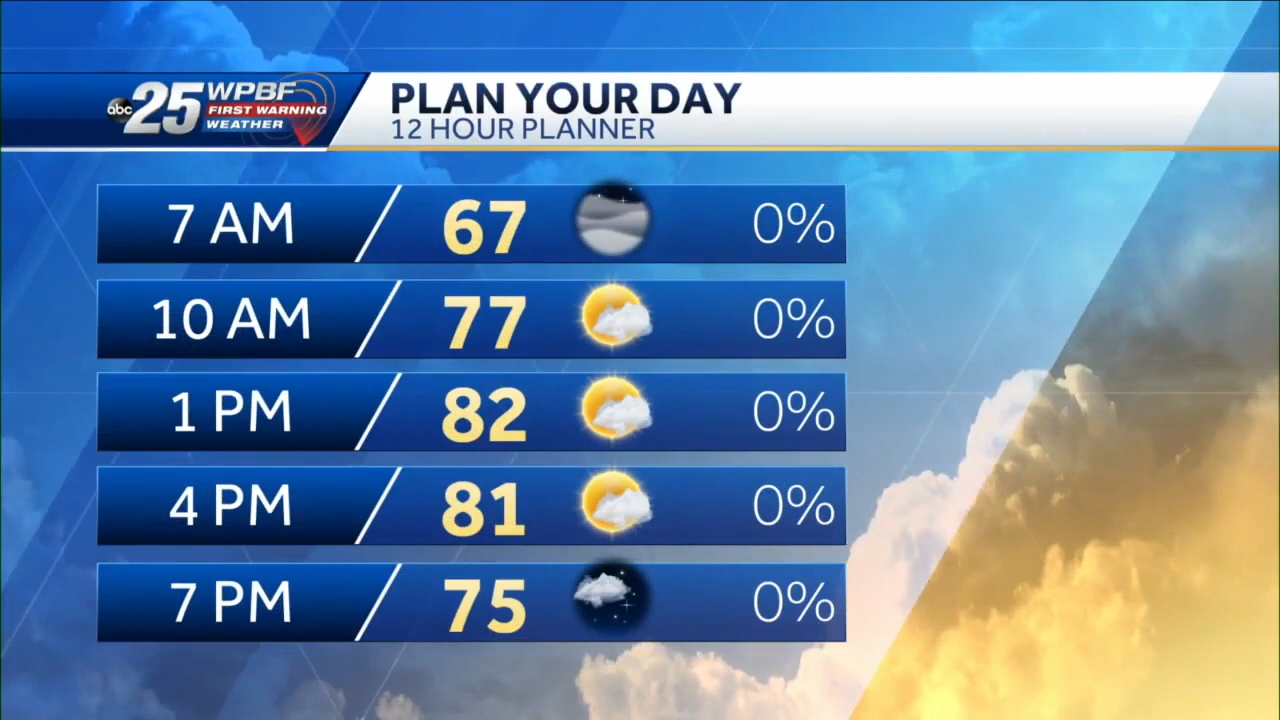 abc 25 WPBF
FIRST WARNING
WEATHER
PLAN YOUR DAY
12 HOUR PLANNER
7 AM 67 0%
10 AM 77 0%
1 PM 82 0%
4 PM 81 0%
7 PM 75 0%